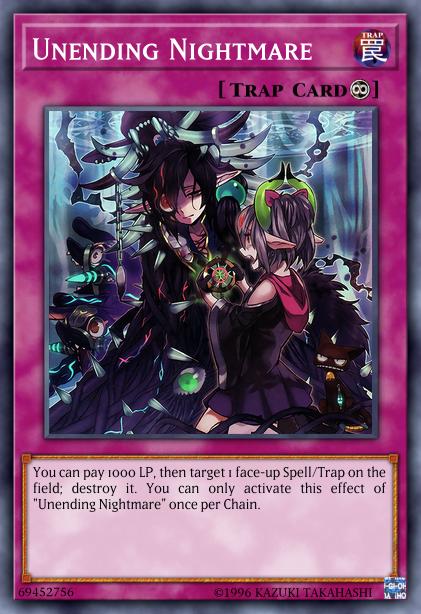 Unending Nightmare
TRAP
罠
[Trap Card∞]
You can pay 1000 LP, then target 1 face-up Spell/Trap on the
field; destroy it. You can only activate this effect of
"Unending Nightmare" once per Chain.
69452756
©1996 KAZUKI TAKAHASHI